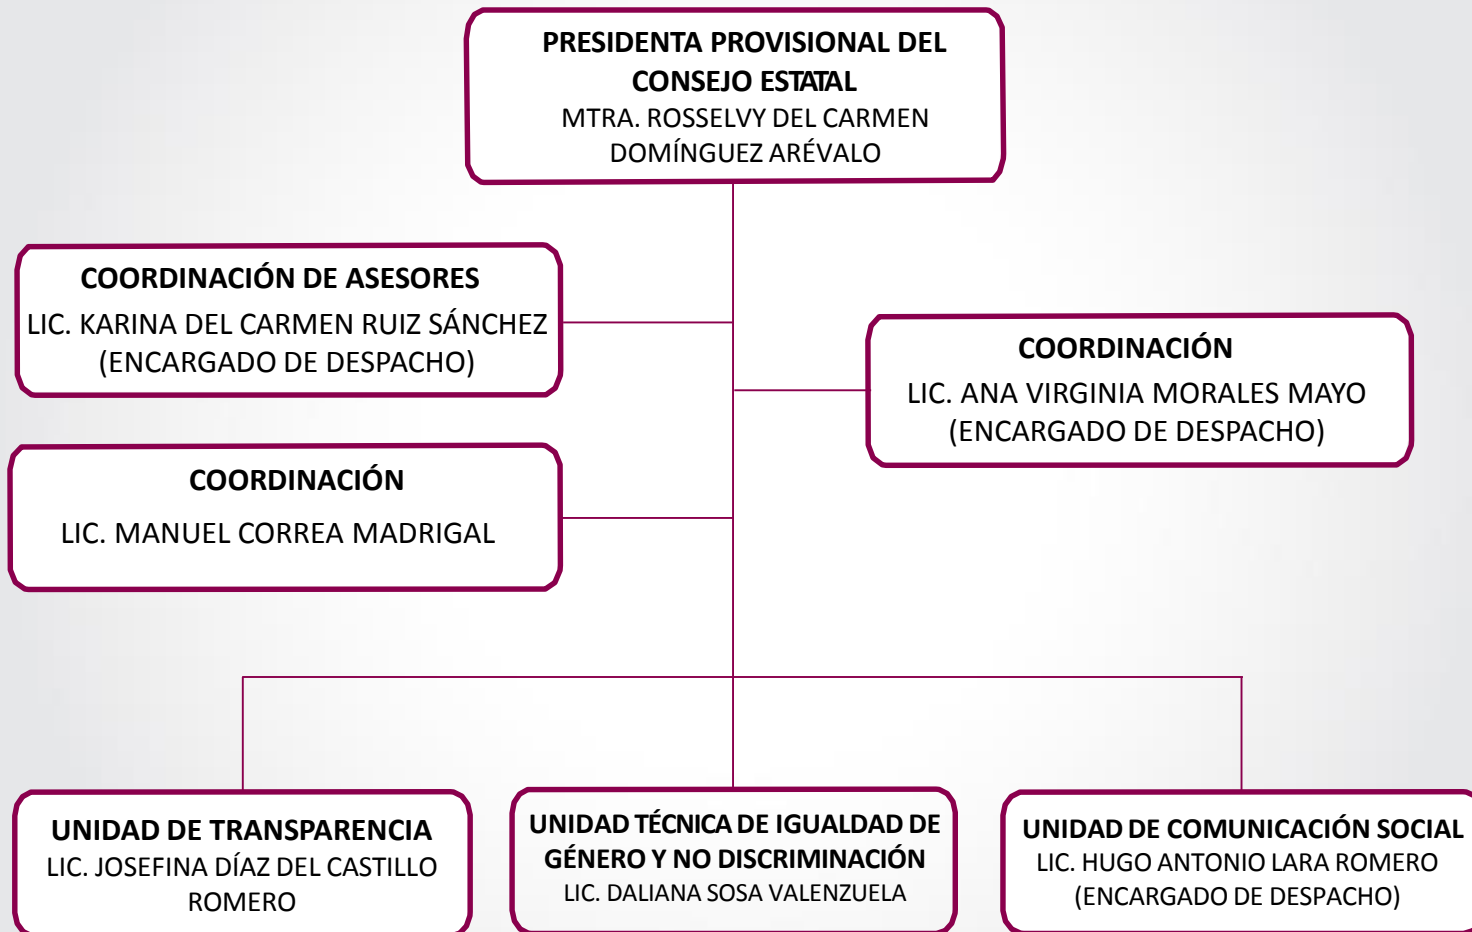 PRESIDENTA PROVISIONAL DEL
CONSEJO ESTATAL
MTRA. ROSSELVY DEL CARMEN
DOMÍNGUEZ ARÉVALO
COORDINACIÓN DE ASESORES
LIC. KARINA DEL CARMEN RUIZ SÁNCHEZ
(ENCARGADO DE DESPACHO)
COORDINACIÓN
LIC. ANA VIRGINIA MORALES MAYO
(ENCARGADO DE DESPACHO)
COORDINACIÓN
LIC. MANUEL CORREA MADRIGAL
UNIDAD DE TRANSPARENCIA
LIC. JOSEFINA DÍAZ DEL CASTILLO
ROMERO
UNIDAD TÉCNICA DE IGUALDAD DE
GÉNERO Y NO DISCRIMINACIÓN
LIC. DALIANA SOSA VALENZUELA
UNIDAD DE COMUNICACIÓN SOCIAL
LIC. HUGO ANTONIO LARA ROMERO
(ENCARGADO DE DESPACHO)